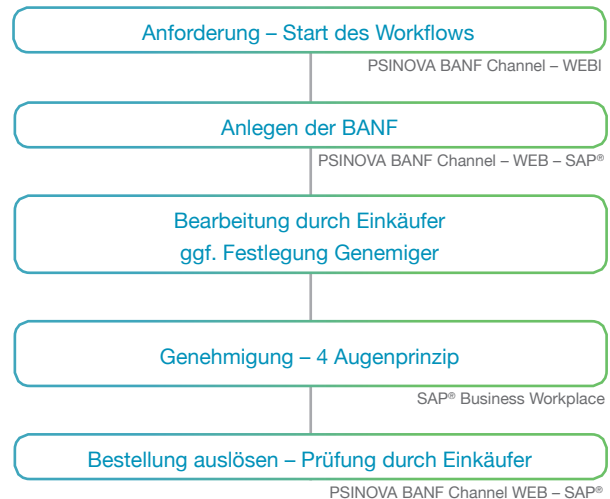 Anforderung – Start des Workflows
PSINOVA BANF Channel – WEBI
Anlegen der BANF
PSINOVA BANF Channel – WEB – SAP®
Bearbeitung durch Einkäufer
ggf. Festlegung Genemiger
Genehmigung – 4 Augenprinzip
SAP® Business Workplace
Bestellung auslösen – Prüfung durch Einkäufer
PSINOVA BANF Channel WEB – SAP®